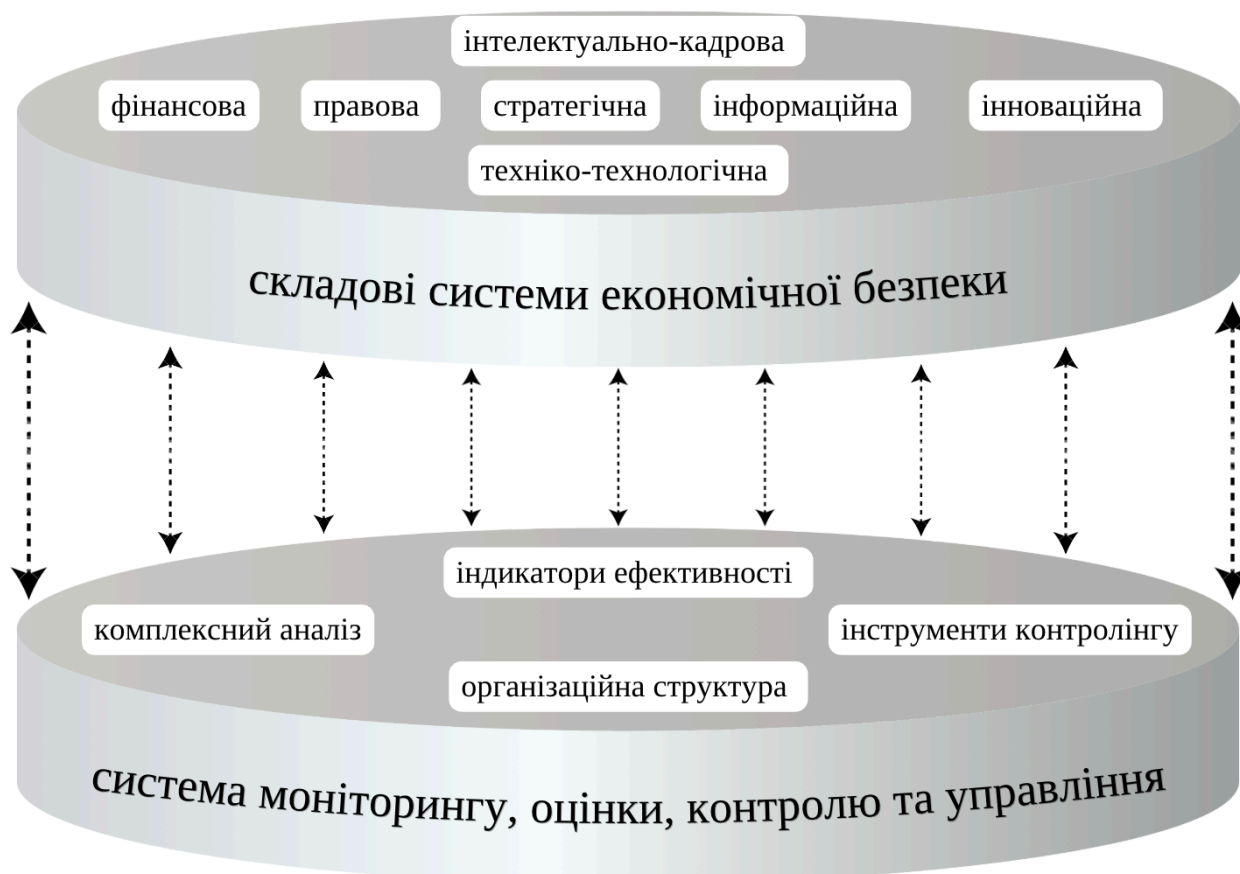 інтелектуально-кадрова
фінансова правова стратегічна інформаційна інноваційна
техніко-технологічна
складові системи економічної безпеки
індикатори ефективності
комплексний аналіз інструменти контролінгу
організаційна структура
система моніторингу, оцінки, контролю та управління